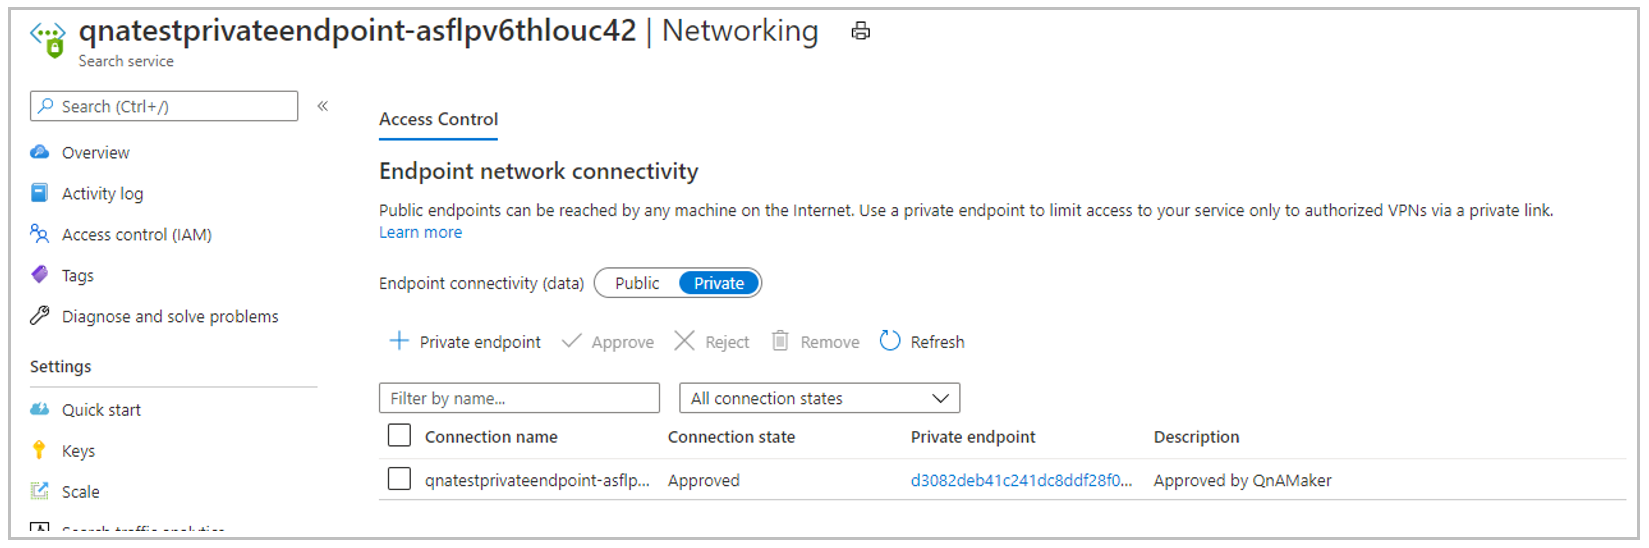 qnatestprivateendpoint-asflpv6thlouc42 | Networking
Search service
Search (Ctrl+/)
«
Overview
Activity log
Access control (IAM)
Tags
Diagnose and solve problems
Settings
Quick start
Keys
Scale
Search traffic analytics
Access Control
Endpoint network connectivity
Public endpoints can be reached by any machine on the Internet. Use a private endpoint to limit access to your service only to authorized VPNs via a private link.
Learn more
Endpoint connectivity (data) Public Private
Private endpoint Approve Reject Remove Refresh
Filter by name... All connection states
Connection name Connection state Private endpoint Description
qnatestprivateendpoint-asflp... Approved d3082deb41c241dc8ddf28f0... Approved by QnAMaker